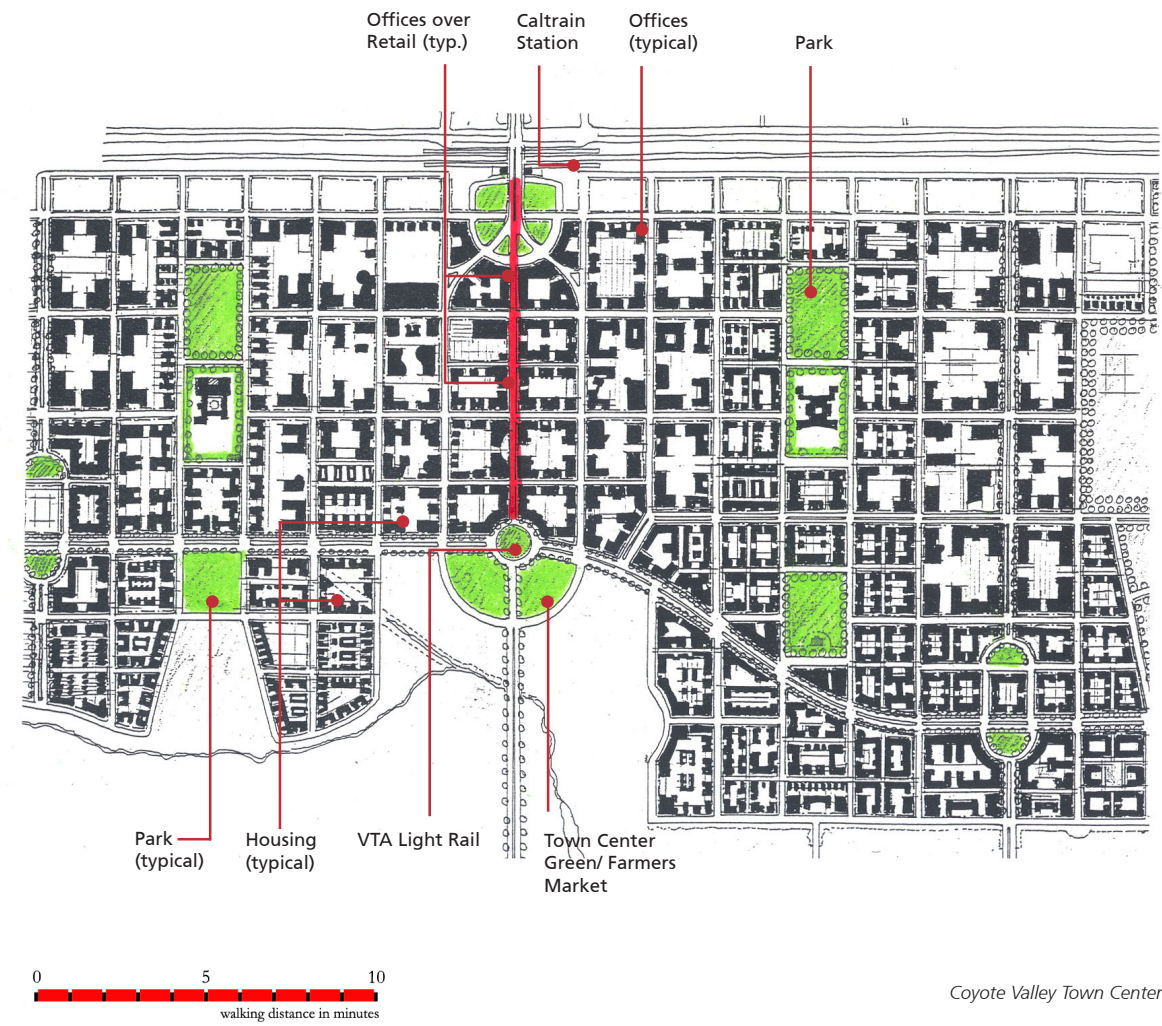 Offices over
Retail (typ.)
Caltrain
Station
Offices
(typical)
Park
Park
(typical)
Housing
(typical)
VTA Light Rail
Town Center
Green/ Farmers
Market
0 5 10
walking distance in minutes
Coyote Valley Town Center